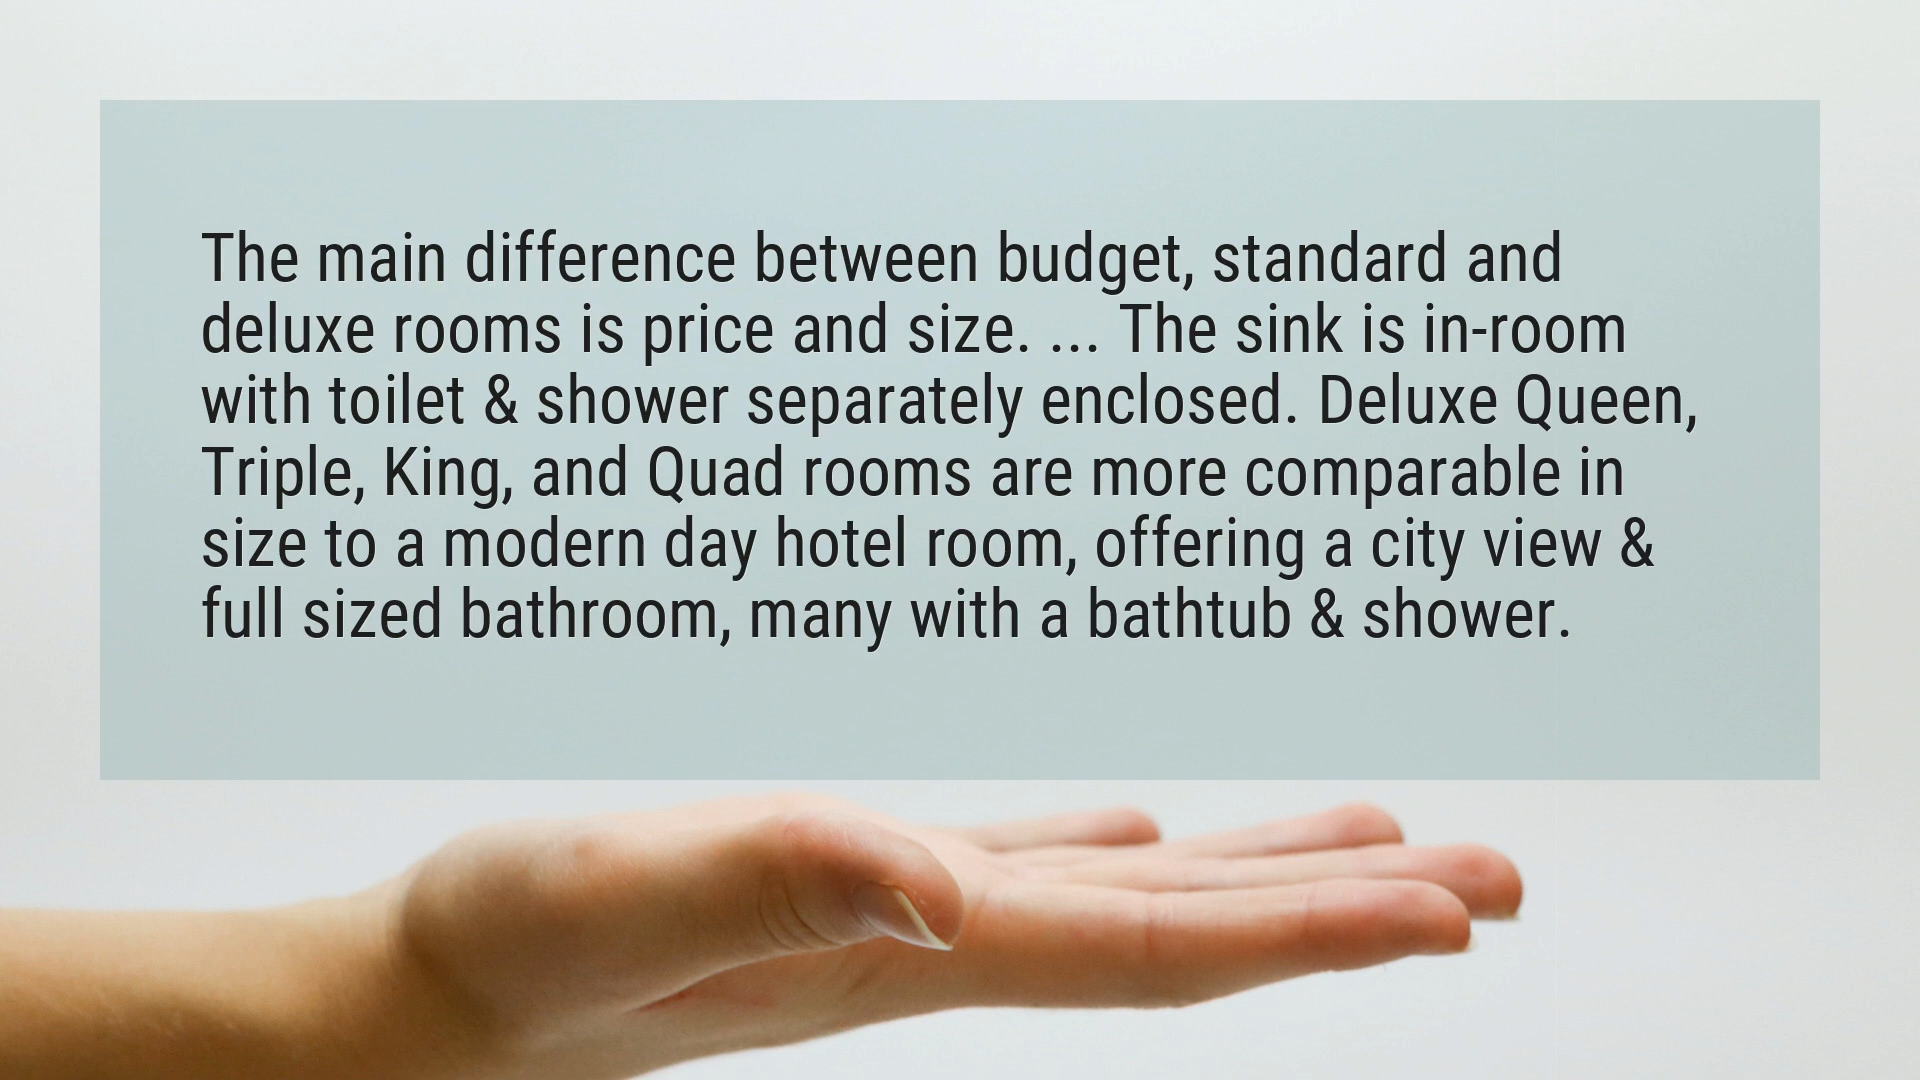 The main difference between budget, standard and
deluxe rooms is price and size. ... The sink is in-room
with toilet & shower separately enclosed. Deluxe Queen,
Triple, King, and Quad rooms are more comparable in
size to a modern day hotel room, offering a city view &
full sized bathroom, many with a bathtub & shower.